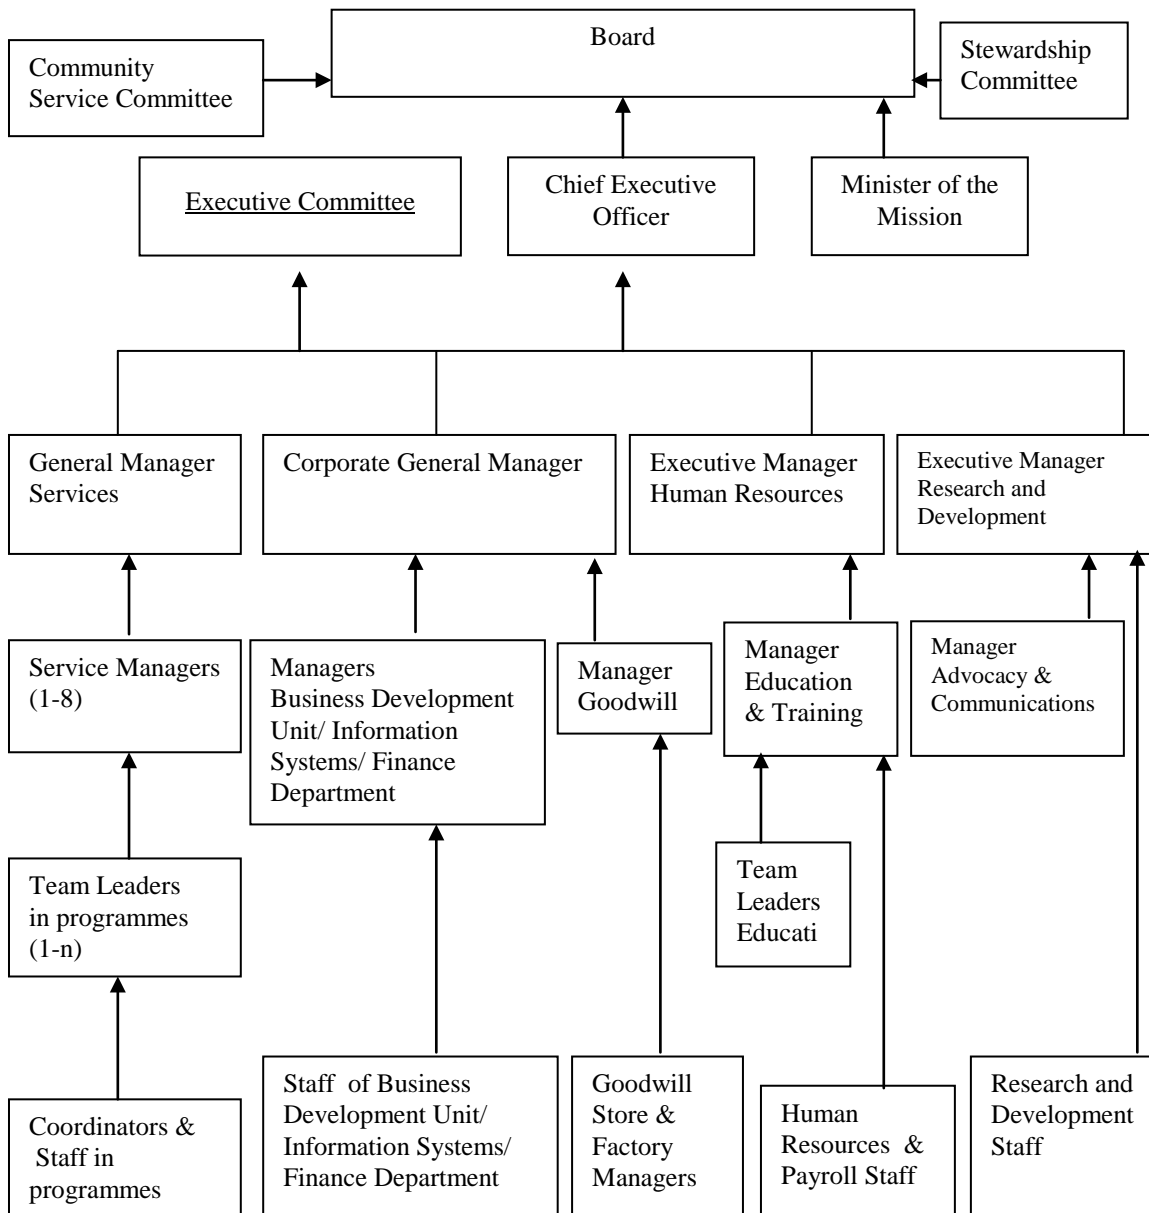 Board
Community
Service Committee
Stewardship
Committee
Executive Committee
Chief Executive
Officer
Minister of the
Mission
General Manager
Services
Corporate General Manager
Executive Manager
Human Resources
Executive Manager
Research and
Development
Service Managers
(1-8)
Managers
Business Development
Unit/ Information
Systems/ Finance
Department
Manager
Goodwill
Manager
Education
& Training
Manager
Advocacy &
Communications
Team Leaders
in programmes
(1-n)
Team
Leaders
Educati
Coordinators &
Staff in
programmes
Staff of Business
Development Unit/
Information Systems/
Finance Department
Goodwill
Store &
Factory
Managers
Human
Resources &
Payroll Staff
Research and
Development
Staff